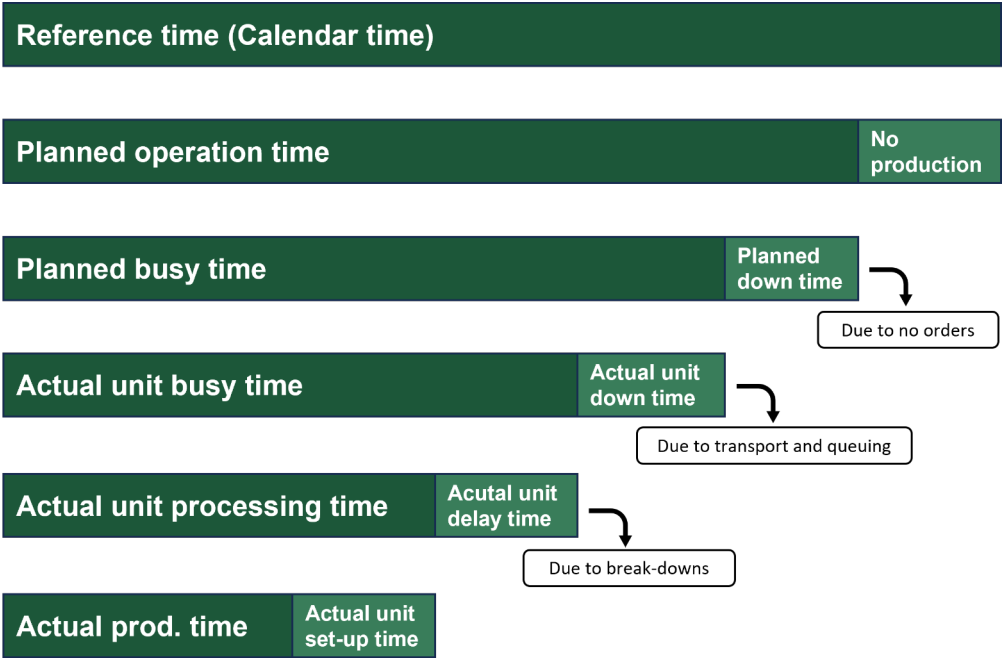 Reference time (Calendar time)
Planned operation time
No
production
Planned busy time
Planned
down time
Due to no orders
Actual unit busy time
Actual unit
down time
Due to transport and queuing
Actual unit processing time
Acutal unit
delay time
Due to break-downs
Actual prod. time
Actual unit
set-up time